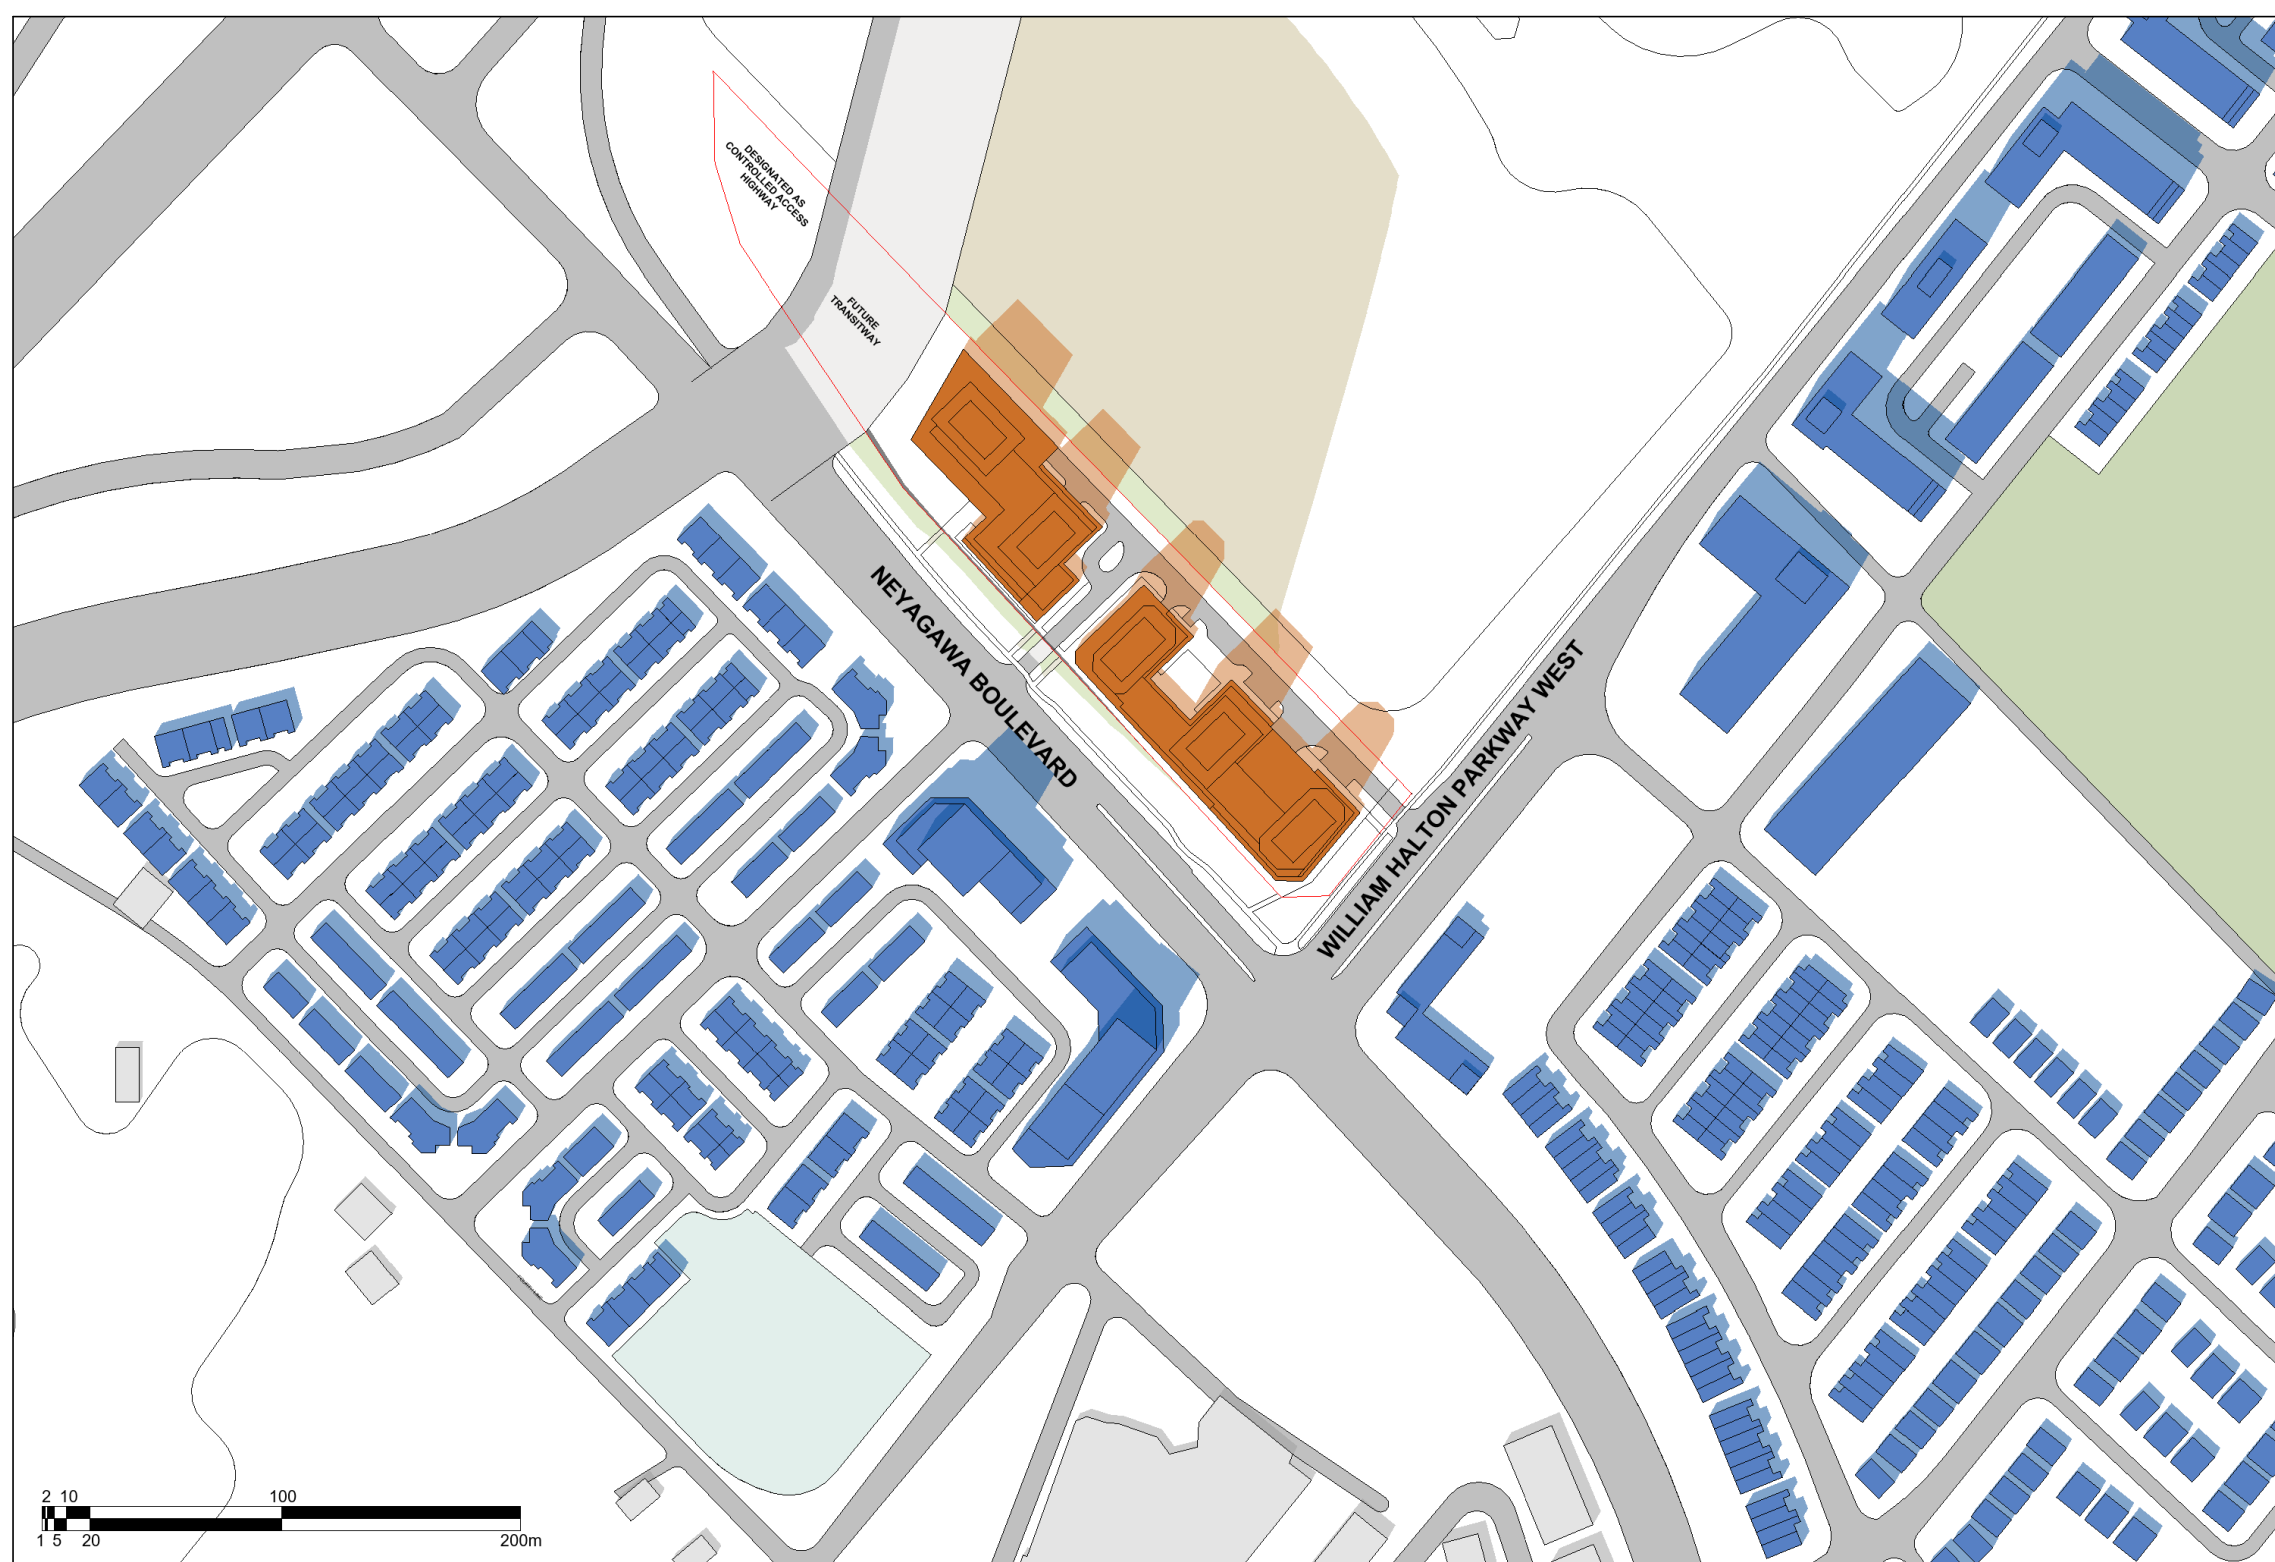 DESIGNATED AS
CONTROLLED ACCESS
HIGHWAY
FUTURE
TRANSITWAY
NEYAGAWA BOULEVARD
WILLIAM HALTON PARKWAY WEST
2 10 100
1 5 20 200m